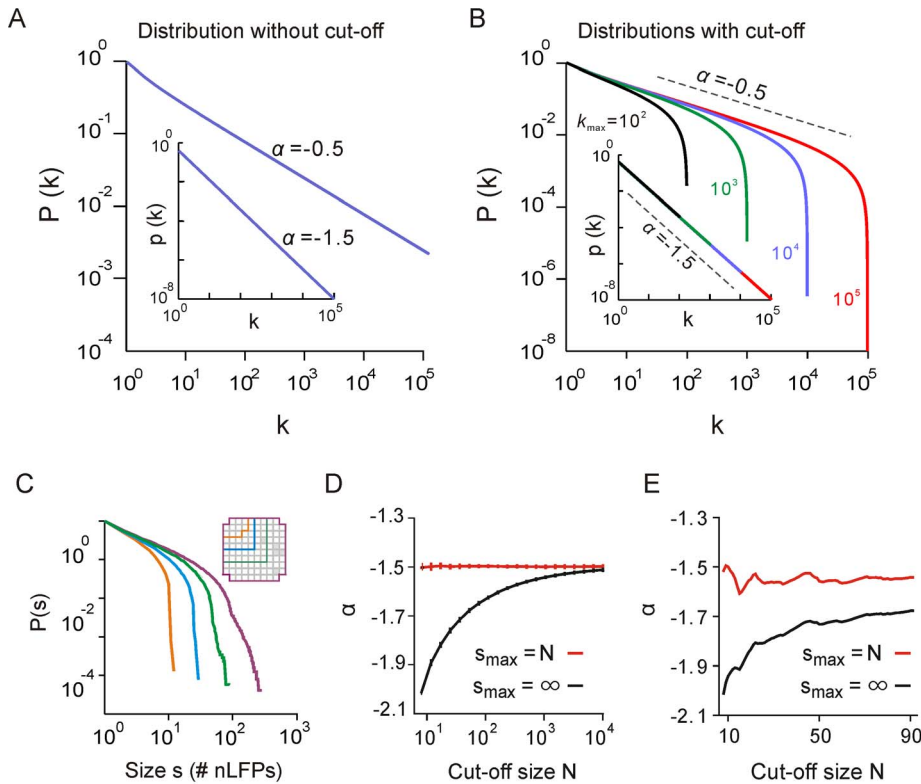 A
Distribution without cut-off
10^0
10^-1
10^-2
10^-3
10^-4
P (k)
α = -0.5
10^0
p (k)
α = -1.5
10^-8
10^0
k
10^5
10^0
10^1
10^2
10^3
10^4
10^5
k
B
Distributions with cut-off
10^0
10^-2
10^-4
10^-6
10^-8
P (k)
α = -0.5
k_max = 10^2
10^3
10^4
10^5
10^0
p (k)
α = -1.5
10^-8
10^0
k
10^5
10^0
10^1
10^2
10^3
10^4
10^5
k
C
10^0
10^-2
10^-4
P(s)
10^0
10^1
10^2
10^3
Size s (# nLFPs)
D
-1.3
-1.5
-1.7
-1.9
-2.1
α
s_max = N
s_max = ∞
10^1
10^2
10^3
10^4
Cut-off size N
E
-1.3
-1.5
-1.7
-1.9
-2.1
α
s_max = N
s_max = ∞
10
50
90
Cut-off size N